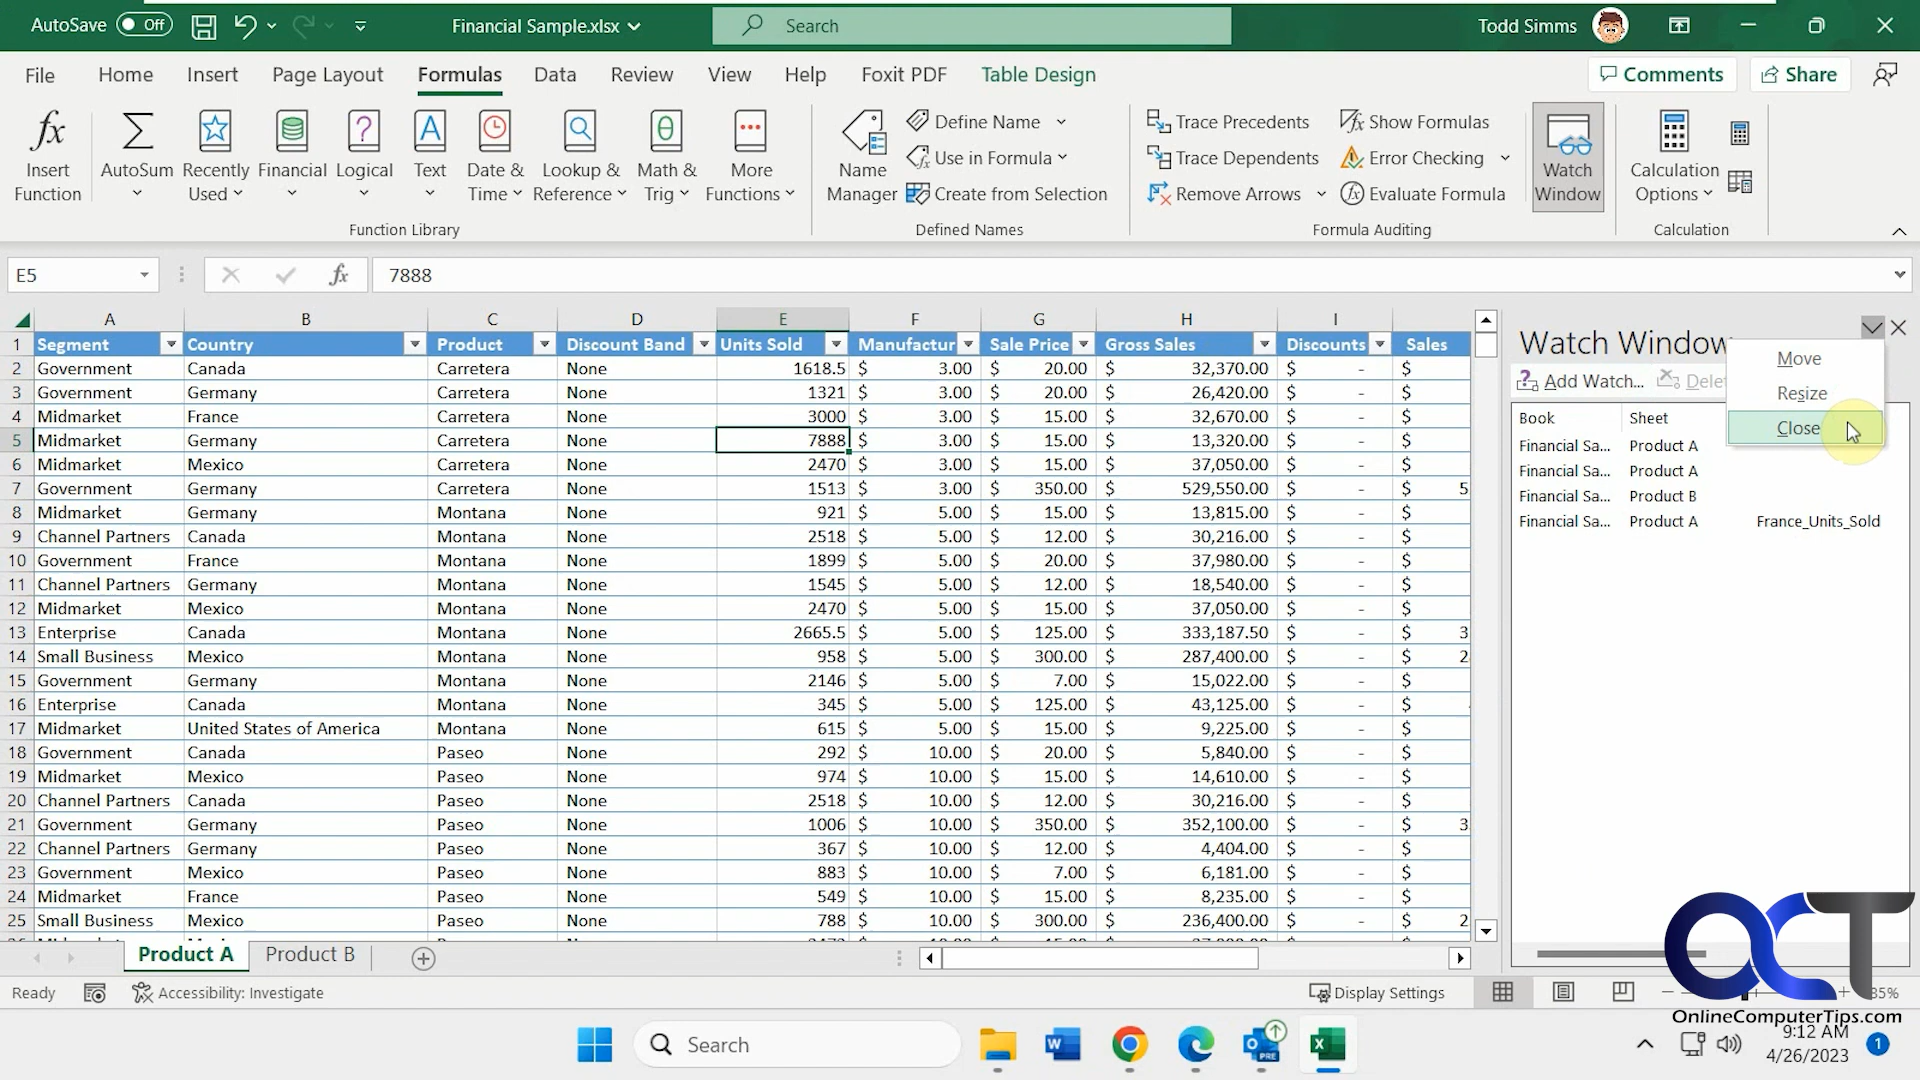 AutoSave Off Financial Sample.xlsx Search Todd Simms
File Home Insert Page Layout Formulas Data Review View Help Foxit PDF Table Design Comments Share
Insert Function AutoSum Recently Used Financial Logical Text Date & Time Lookup & Reference Math & Trig More Functions
Function Library
Name Manager Define Name Use in Formula Create from Selection
Defined Names
Trace Precedents Show Formulas
Trace Dependents Error Checking
Remove Arrows Evaluate Formula
Watch Window
Formula Auditing
Calculation Options
Calculation
E5 fx 7888
A B C D E F G H I
1 Segment Country Product Discount Band Units Sold Manufactur Sale Price Gross Sales Discounts Sales
2 Government Canada Carretera None 1618.5 $ 3.00 $ 20.00 $ 32,370.00 $ - $
3 Government Germany Carretera None 1321 $ 3.00 $ 20.00 $ 26,420.00 $ - $
4 Midmarket France Carretera None 3000 $ 3.00 $ 15.00 $ 32,670.00 $ - $
5 Midmarket Germany Carretera None 7888 $ 3.00 $ 15.00 $ 13,320.00 $ - $
6 Midmarket Mexico Carretera None 2470 $ 3.00 $ 15.00 $ 37,050.00 $ - $
7 Government Germany Carretera None 1513 $ 3.00 $ 350.00 $ 529,550.00 $ - $ 5
8 Midmarket Germany Montana None 921 $ 5.00 $ 15.00 $ 13,815.00 $ - $
9 Channel Partners Canada Montana None 2518 $ 5.00 $ 12.00 $ 30,216.00 $ - $
10 Government France Montana None 1899 $ 5.00 $ 20.00 $ 37,980.00 $ - $
11 Channel Partners Germany Montana None 1545 $ 5.00 $ 12.00 $ 18,540.00 $ - $
12 Midmarket Mexico Montana None 2470 $ 5.00 $ 15.00 $ 37,050.00 $ - $
13 Enterprise Canada Montana None 2665.5 $ 5.00 $ 125.00 $ 333,187.50 $ - $ 3
14 Small Business Mexico Montana None 958 $ 5.00 $ 300.00 $ 287,400.00 $ - $ 2
15 Government Germany Montana None 2146 $ 5.00 $ 7.00 $ 15,022.00 $ - $
16 Enterprise Canada Montana None 345 $ 5.00 $ 125.00 $ 43,125.00 $ - $
17 Midmarket United States of America Montana None 615 $ 5.00 $ 15.00 $ 9,225.00 $ - $
18 Government Canada Paseo None 292 $ 10.00 $ 20.00 $ 5,840.00 $ - $
19 Midmarket Mexico Paseo None 974 $ 10.00 $ 15.00 $ 14,610.00 $ - $
20 Channel Partners Canada Paseo None 2518 $ 10.00 $ 12.00 $ 30,216.00 $ - $
21 Government Germany Paseo None 1006 $ 10.00 $ 350.00 $ 352,100.00 $ - $ 3
22 Channel Partners Germany Paseo None 367 $ 10.00 $ 12.00 $ 4,404.00 $ - $
23 Government Mexico Paseo None 883 $ 10.00 $ 7.00 $ 6,181.00 $ - $
24 Midmarket France Paseo None 549 $ 10.00 $ 15.00 $ 8,235.00 $ - $
25 Small Business Mexico Paseo None 788 $ 10.00 $ 300.00 $ 236,400.00 $ - $ 2
Watch Window
Add Watch...
Move
Resize
Close
Book Sheet
Financial Sa... Product A
Financial Sa... Product A
Financial Sa... Product B
Financial Sa... Product A France_Units_Sold
Product A Product B
Ready Accessibility: Investigate Display Settings
OCT
OnlineComputerTips.com
Search
9:12 AM
4/26/2023
1